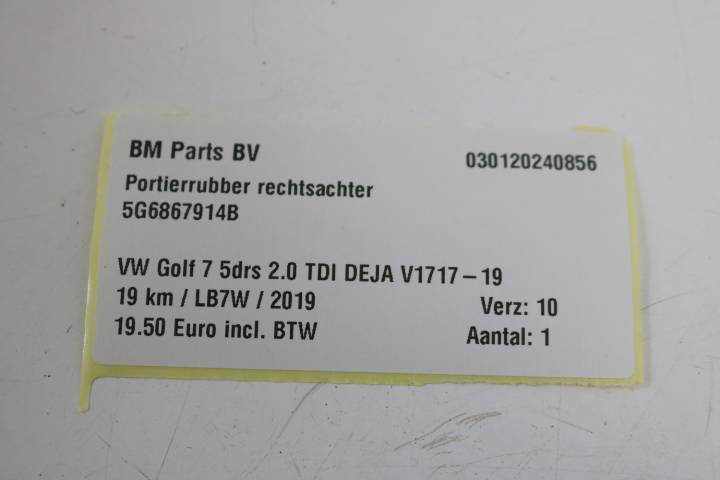 BM Parts BV 030120240856
Portierrubber rechtsachter
5G6867914B
VW Golf 7 5drs 2.0 TDI DEJA V1717-19
19 km / LB7W / 2019 Verz: 10
19.50 Euro incl. BTW Aantal: 1